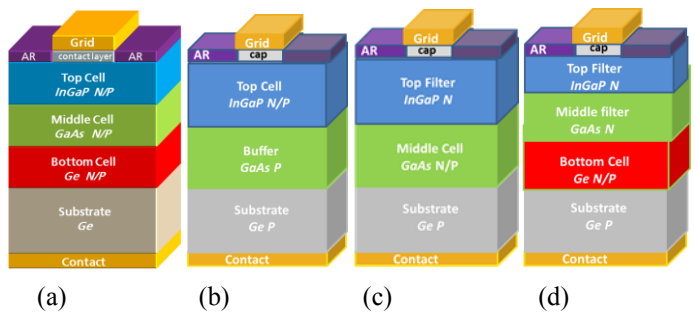 Grid
AR contact layer AR
Top Cell
InGaP N/P
Middle Cell
GaAs N/P
Bottom Cell
Ge N/P
Substrate
Ge
Contact
(a)
Grid
AR cap
Top Cell
InGaP N/P
Buffer
GaAs P
Substrate
Ge P
Contact
(b)
Grid
AR cap
Top Filter
InGaP N
Middle Cell
GaAs N/P
Substrate
Ge P
Contact
(c)
Grid
AR cap
Top Filter
InGaP N
Middle filter
GaAs N
Bottom Cell
Ge N/P
Substrate
Ge P
Contact
(d)